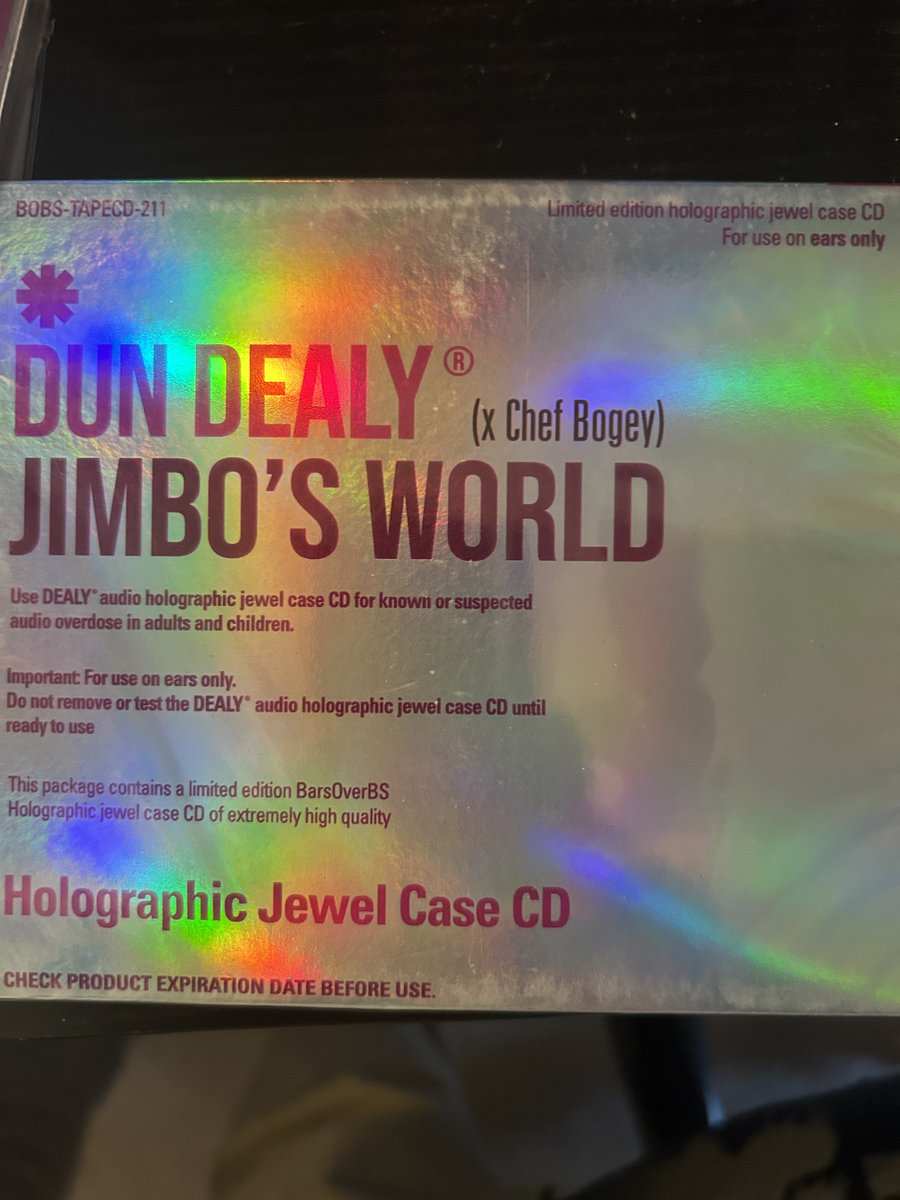 BOBS-TAPECD-211
Limited edition holographic jewel case CD
For use on ears only
DUN DEALY® (x Chef Bogey)
JIMBO'S WORLD
Use DEALY® audio holographic jewel case CD for known or suspected
audio overdose in adults and children.
Important: For use on ears only.
Do not remove or test the DEALY® audio holographic jewel case CD until
ready to use
This package contains a limited edition BarsOverBS
Holographic jewel case CD of extremely high quality
Holographic Jewel Case CD
CHECK PRODUCT EXPIRATION DATE BEFORE USE.